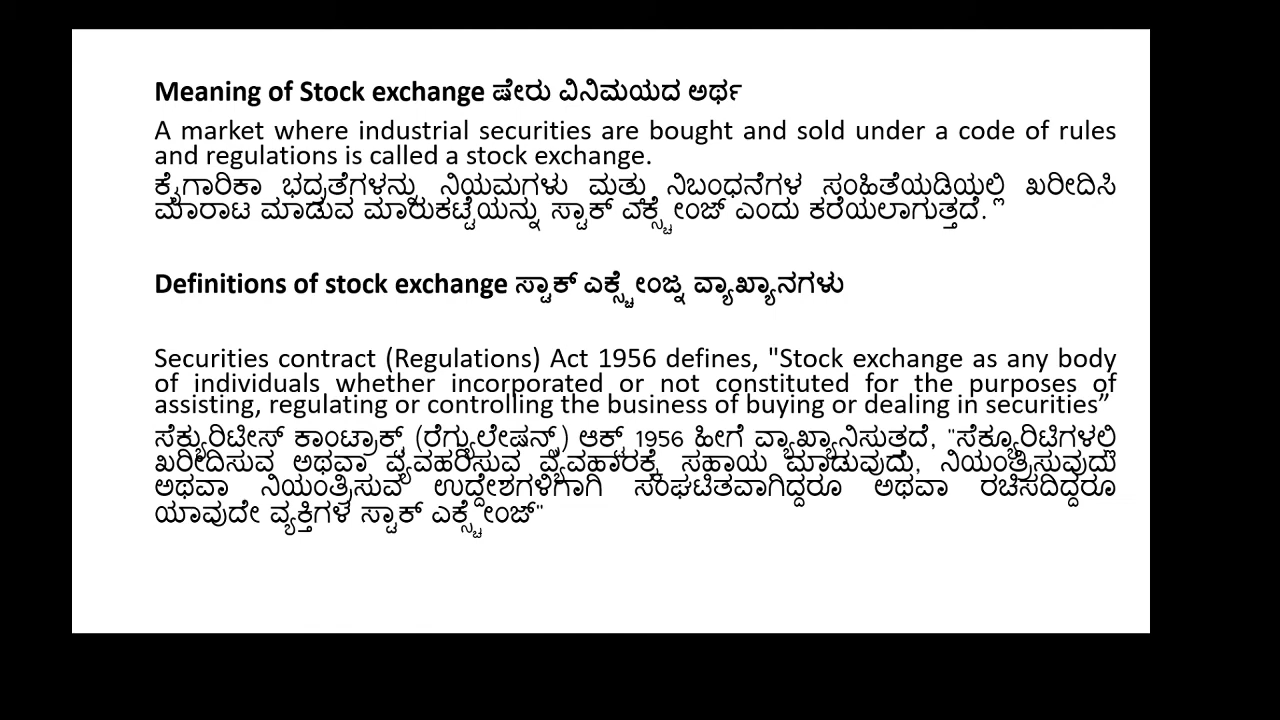 Meaning of Stock exchange ಷೇರು ವಿನಿಮಯದ ಅರ್ಥ
A market where industrial securities are bought and sold under a code of rules
and regulations is called a stock exchange.
ಕೈಗಾರಿಕಾ ಭದ್ರತೆಗಳನ್ನು ನಿಯಮಗಳು ಮತ್ತು ನಿಬಂಧನೆಗಳ ಸಂಹಿತೆಯಡಿಯಲ್ಲಿ ಖರೀದಿಸಿ
ಮಾರಾಟ ಮಾಡುವ ಮಾರುಕಟ್ಟೆಯನ್ನು ಸ್ಟಾಕ್ ಎಕ್ಸ್ಚೇಂಜ್ ಎಂದು ಕರೆಯಲಾಗುತ್ತದೆ.
Definitions of stock exchange ಸ್ಟಾಕ್ ಎಕ್ಸ್ಚೇಂಜ್ನ ವ್ಯಾಖ್ಯಾನಗಳು
Securities contract (Regulations) Act 1956 defines, "Stock exchange as any body
of individuals whether incorporated or not constituted for the purposes of
assisting, regulating or controlling the business of buying or dealing in securities”
ಸೆಕ್ಯುರಿಟೀಸ್ ಕಾಂಟ್ರಾಕ್ಟ್ (ರೆಗ್ಯುಲೇಷನ್ಸ್) ಆಕ್ಟ್ 1956 ಹೀಗೆ ವ್ಯಾಖ್ಯಾನಿಸುತ್ತದೆ, "ಸೆಕ್ಯೂರಿಟಿಗಳಲ್ಲಿ
ಖರೀದಿಸುವ ಅಥವಾ ವ್ಯವಹರಿಸುವ ವ್ಯವಹಾರಕ್ಕೆ ಸಹಾಯ ಮಾಡುವುದು, ನಿಯಂತ್ರಿಸುವುದು
ಅಥವಾ ನಿಯಂತ್ರಿಸುವ ಉದ್ದೇಶಗಳಿಗಾಗಿ ಸಂಘಟಿತವಾಗಿದ್ದರೂ ಅಥವಾ ರಚಿಸದಿದ್ದರೂ
ಯಾವುದೇ ವ್ಯಕ್ತಿಗಳ ಸ್ಟಾಕ್ ಎಕ್ಸ್ಚೇಂಜ್"